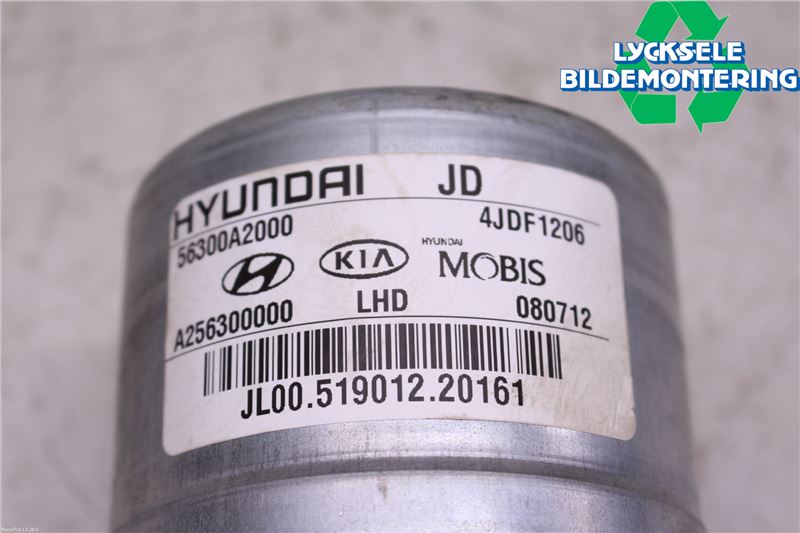 LYCKSELE
BILDEMONTERING
HYUNDAI JD
56300A2000 4JDF1206
KIA HYUNDAI MOBIS
A256300000 LHD 080712
JL00.519012.20161